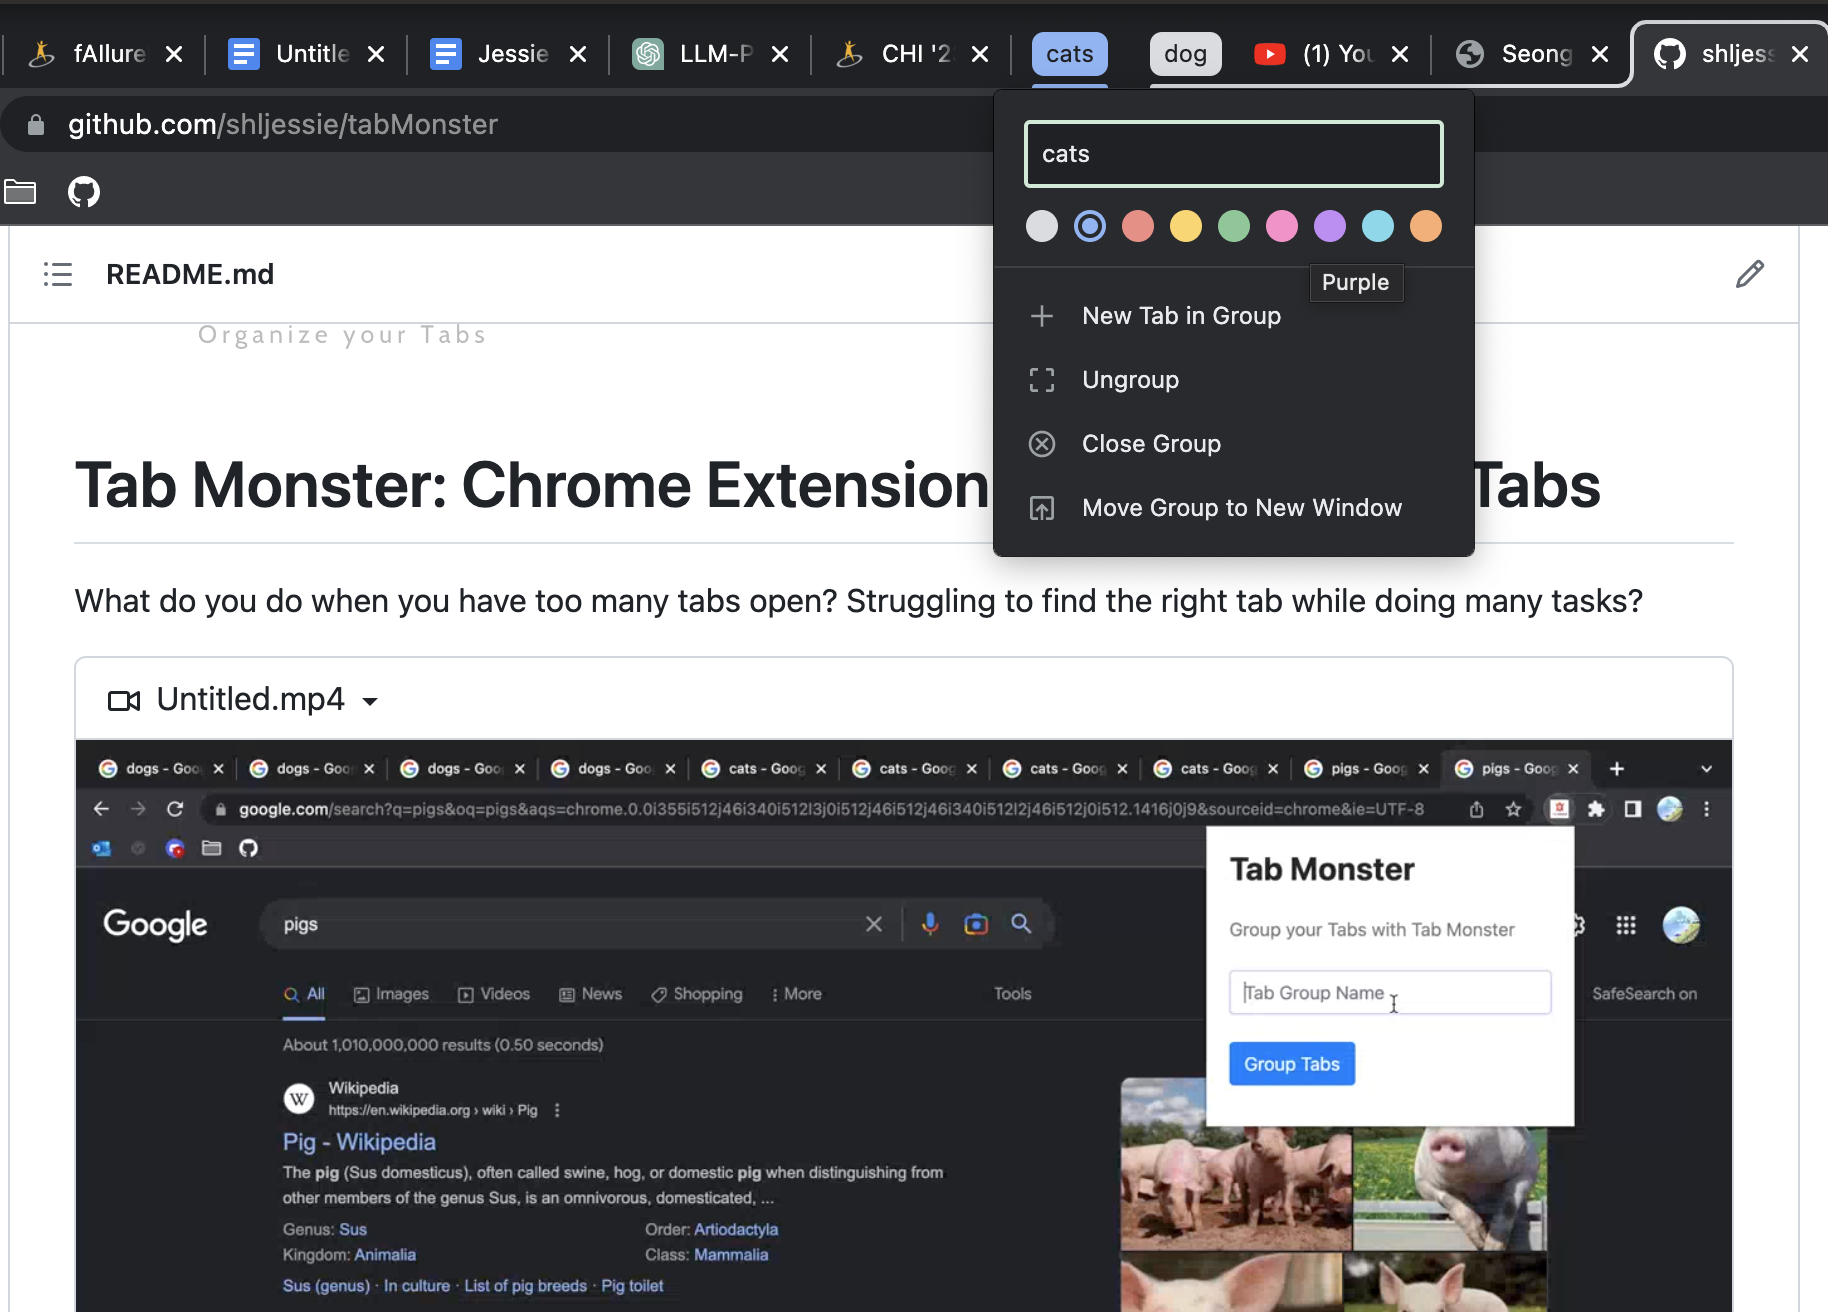 fAIlure
Untitle
Jessie
LLM-P
CHI '2
cats
dog
(1) You
Seong
shljess
github.com/shljessie/tabMonster
cats
Purple
New Tab in Group
Ungroup
Close Group
Move Group to New Window
README.md
Organize your Tabs
Tab Monster: Chrome Extension
Tabs
What do you do when you have too many tabs open? Struggling to find the right tab while doing many tasks?
Untitled.mp4
dogs - Goo
dogs - Goo
dogs - Goo
dogs - Goo
cats - Goog
cats - Goog
cats - Goog
cats - Goog
pigs - Goog
pigs - Goog
google.com/search?q=pigs&oq=pigs&aqs=chrome.0.0i355i512j46i340i512l3j0i512j46i512j46i340i512l2j46i512j0i512.1416j0j9&sourceid=chrome&ie=UTF-8
Tab Monster
Group your Tabs with Tab Monster
Tab Group Name
Group Tabs
Google
pigs
All
Images
Videos
News
Shopping
More
Tools
SafeSearch on
About 1,010,000,000 results (0.50 seconds)
W
Wikipedia
https://en.wikipedia.org › wiki › Pig
Pig - Wikipedia
The pig (Sus domesticus), often called swine, hog, or domestic pig when distinguishing from
other members of the genus Sus, is an omnivorous, domesticated, ...
Genus: Sus
Order: Artiodactyla
Kingdom: Animalia
Class: Mammalia
Sus (genus) · In culture · List of pig breeds · Pig toilet